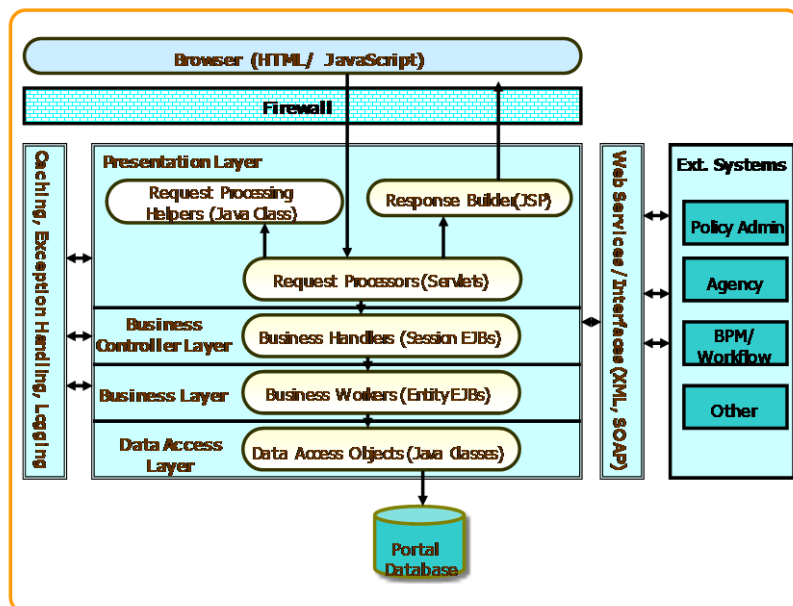 Browser (HTML/ JavaScript)
Firewall
Caching, Exception Handling, Logging
Presentation Layer
Request Processing
Helpers (Java Class)
Response Builder(JSP)
Request Processors (Servlets)
Business
Controller Layer
Business Handlers (Session EJBs)
Business Layer
Business Workers (Entity EJBs)
Data Access
Layer
Data Access Objects (Java Classes)
Portal
Database
Web Services/Interfaces (XML, SOAP)
Ext. Systems
Policy Admin
Agency
BPM/
Workflow
Other